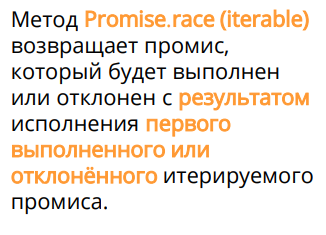 Метод Promise.race (iterable)
возвращает промис,
который будет выполнен
или отклонен с результатом
исполнения первого
выполненного или
отклонённого итерируемого
промиса.